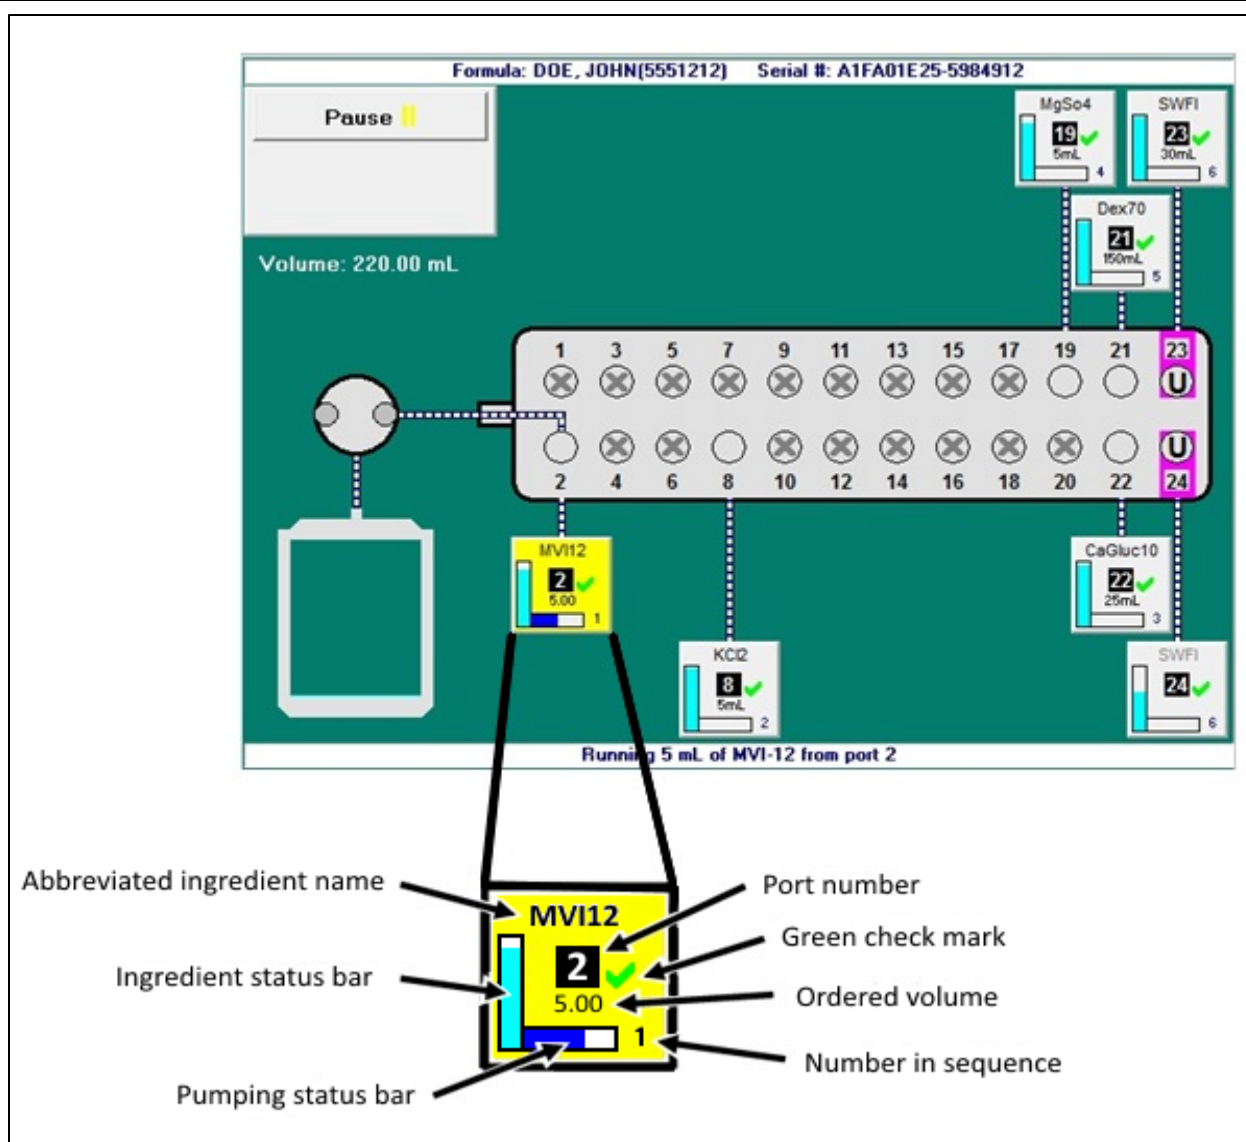 Formula: DOE, JOHN(5551212) Serial #: A1FA01E25-5984912
Pause
Volume: 220.00 mL
MgSo4
19
5mL
4
SWFI
23
30mL
6
Dex70
21
150mL
5
1 3 5 7 9 11 13 15 17 19 21 23
U
U
2 4 6 8 10 12 14 16 18 20 22 24
MVI12
2
5.00
1
CaGluc10
22
25mL
3
KCl2
8
5mL
2
SWFI
24
6
Running 5 mL of MVI-12 from port 2
Abbreviated ingredient name
Port number
MVI12
Green check mark
Ingredient status bar
2
Ordered volume
5.00
1
Number in sequence
Pumping status bar